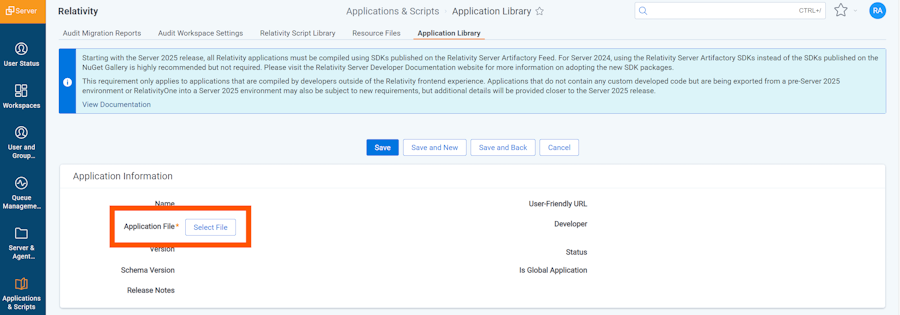 Server
Relativity
Applications & Scripts › Application Library
CTRL+/
RA
Audit Migration Reports
Audit Workspace Settings
Relativity Script Library
Resource Files
Application Library
User Status
Workspaces
User and
Group...
Queue
Manageme...
Server &
Agent...
Applications
& Scripts
Starting with the Server 2025 release, all Relativity applications must be compiled using SDKs published on the Relativity Server Artifactory Feed. For Server 2024, using the Relativity Server Artifactory SDKs instead of the SDKs published on the
NuGet Gallery is highly recommended but not required. Please visit the Relativity Server Developer Documentation website for more information on adopting the new SDK packages.
This requirement only applies to applications that are compiled by developers outside of the Relativity frontend experience. Applications that do not contain any custom developed code but are being exported from a pre-Server 2025
environment or RelativityOne into a Server 2025 environment may also be subject to new requirements, but additional details will be provided closer to the Server 2025 release.
View Documentation
Save
Save and New
Save and Back
Cancel
Application Information
Name
Application File*
Select File
Version
Schema Version
Release Notes
User-Friendly URL
Developer
Status
Is Global Application